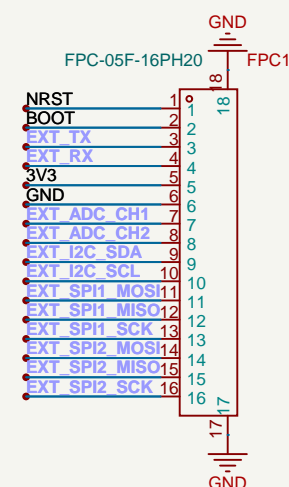 GND
FPC-05F-16PH20 FPC1
18
18
NRST 1 1
BOOT 2 2
EXT_TX 3 3
EXT_RX 4 4
3V3 5 5
GND 6 6
EXT_ADC_CH1 7 7
EXT_ADC_CH2 8 8
EXT_I2C_SDA 9 9
EXT_I2C_SCL 10 10
EXT_SPI1_MOSI 11 11
EXT_SPI1_MISO 12 12
EXT_SPI1_SCK 13 13
EXT_SPI2_MOSI 14 14
EXT_SPI2_MISO 15 15
EXT_SPI2_SCK 16 16
17
17
GND